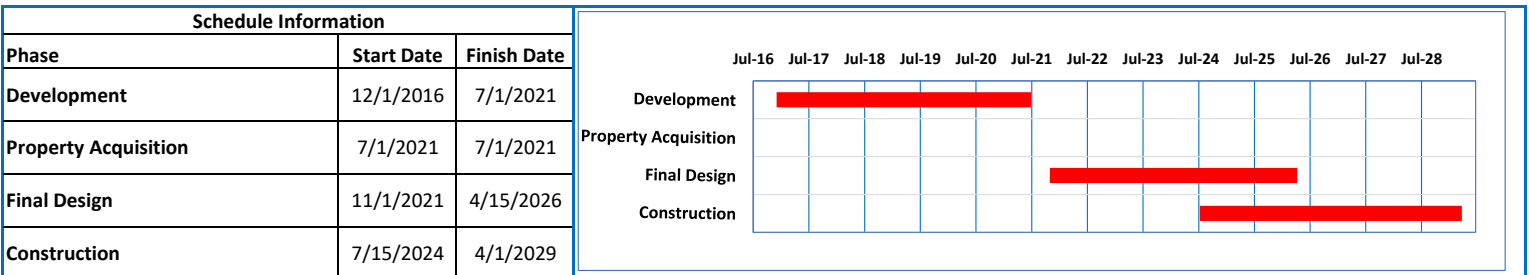 Schedule Information
Phase Start Date Finish Date
Development 12/1/2016 7/1/2021
Property Acquisition 7/1/2021 7/1/2021
Final Design 11/1/2021 4/15/2026
Construction 7/15/2024 4/1/2029
Jul-16 Jul-17 Jul-18 Jul-19 Jul-20 Jul-21 Jul-22 Jul-23 Jul-24 Jul-25 Jul-26 Jul-27 Jul-28
Development
Property Acquisition
Final Design
Construction